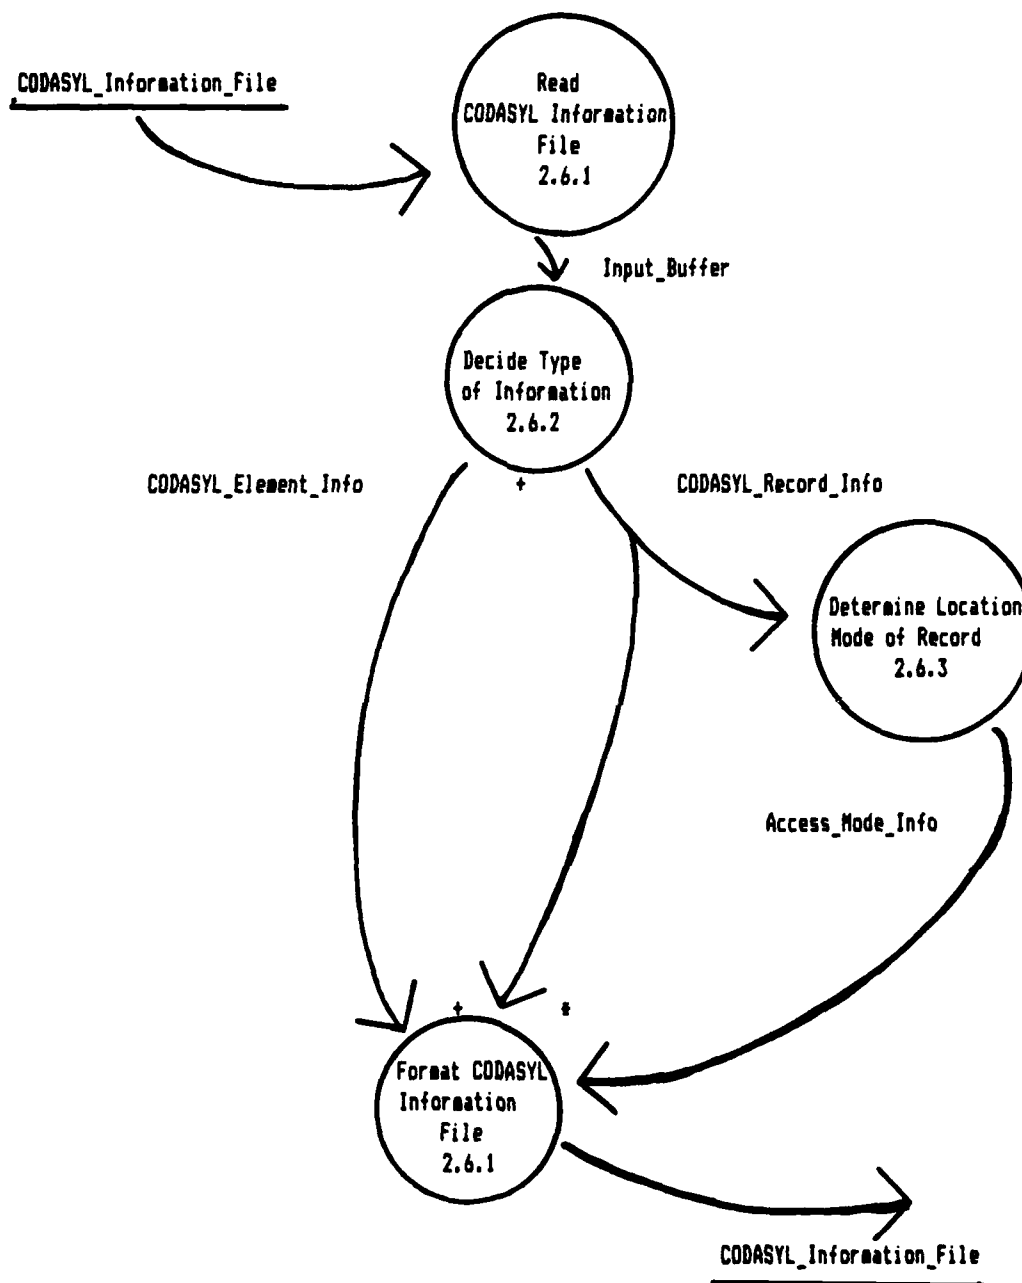 CODASYL_Information_File
Read
CODASYL Information
File
2.6.1
Input_Buffer
Decide Type
of Information
2.6.2
CODASYL_Element_Info
+
CODASYL_Record_Info
Determine Location
Mode of Record
2.6.3
Access_Mode_Info
+
*
Format CODASYL
Information
File
2.6.1
CODASYL_Information_File